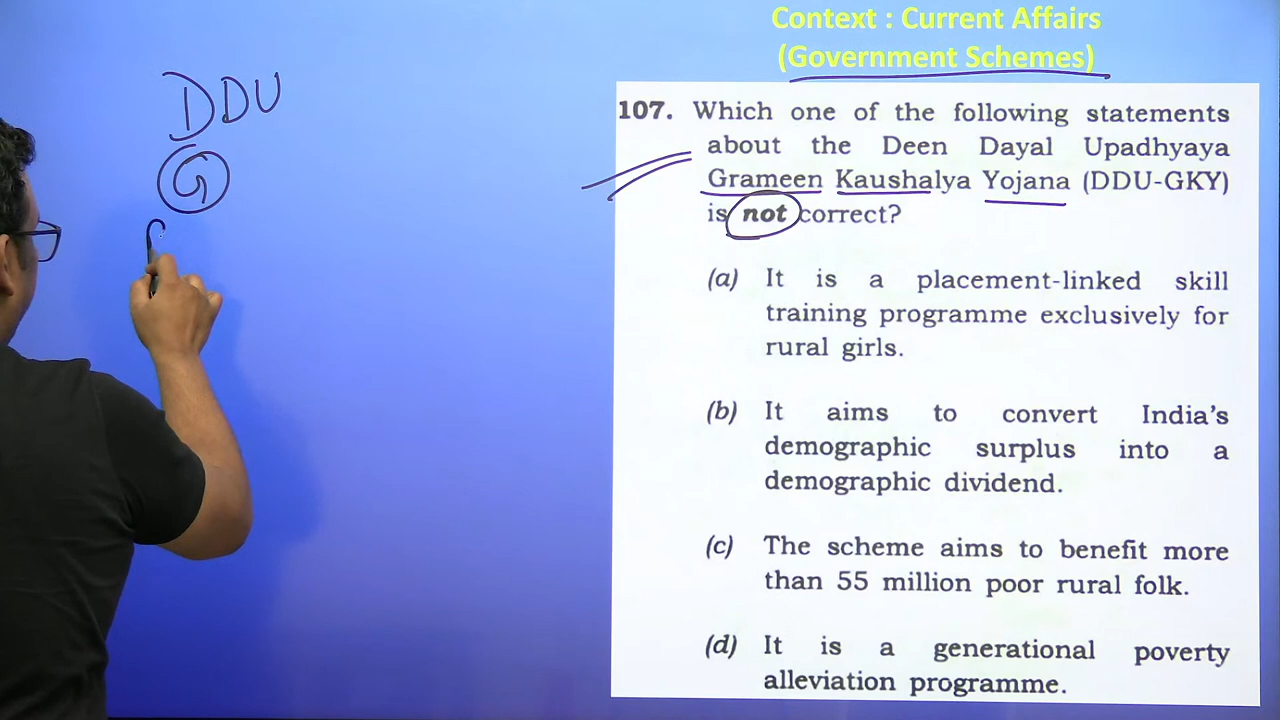 Context : Current Affairs
(Government Schemes)
DDU
G
107. Which one of the following statements
about the Deen Dayal Upadhyaya
Grameen Kaushalya Yojana (DDU-GKY)
is not correct?
(a) It is a placement-linked skill
training programme exclusively for
rural girls.
(b) It aims to convert India's
demographic surplus into a
demographic dividend.
(c) The scheme aims to benefit more
than 55 million poor rural folk.
(d) It is a generational poverty
alleviation programme.